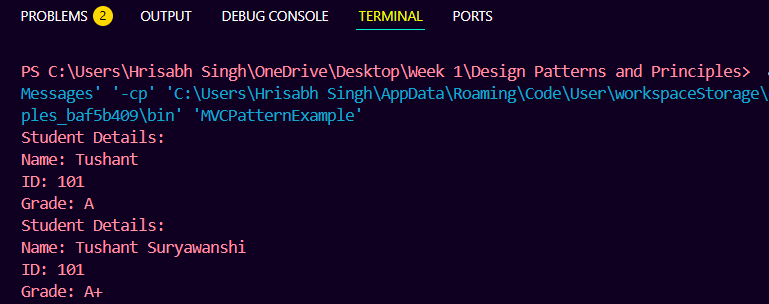 PROBLEMS 2 OUTPUT DEBUG CONSOLE TERMINAL PORTS
PS C:\Users\Hrisabh Singh\OneDrive\Desktop\Week 1\Design Patterns and Principles>
Messages' '-cp' 'C:\Users\Hrisabh Singh\AppData\Roaming\Code\User\workspaceStorage\
ples_baf5b409\bin' 'MVCPatternExample'
Student Details:
Name: Tushant
ID: 101
Grade: A
Student Details:
Name: Tushant Suryawanshi
ID: 101
Grade: A+